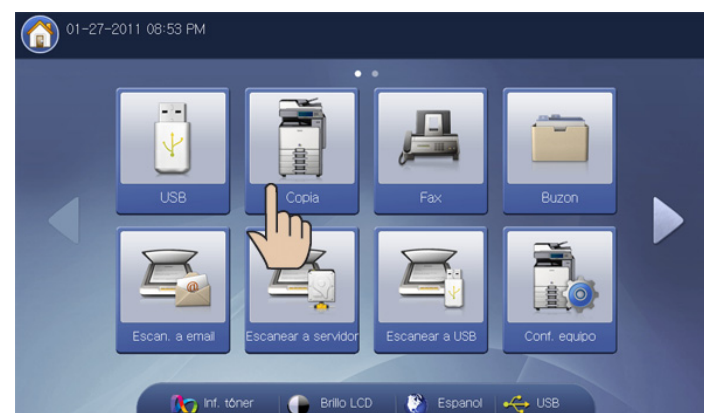 01-27-2011 08:53 PM
USB
Copia
Fax
Buzon
Escan. a email
Escanear a servidor
Escanear a USB
Conf. equipo
Inf. tóner
Brillo LCD
Espanol
USB